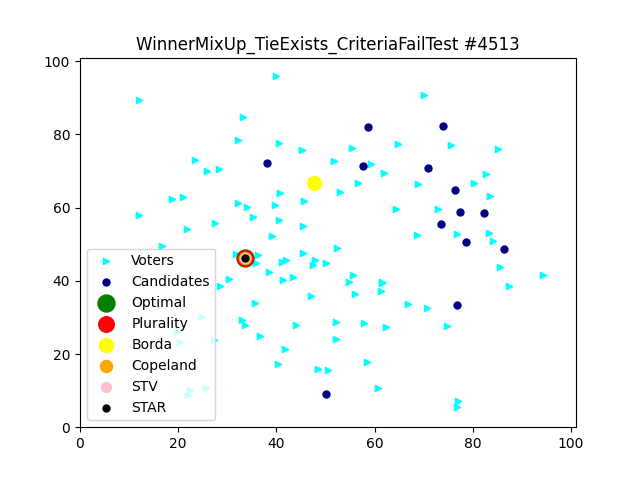 WinnerMixUp_TieExists_CriteriaFailTest #4513
100
80
60
40
20
0
Voters
Candidates
Optimal
Plurality
Borda
Copeland
STV
STAR
0 20 40 60 80 100